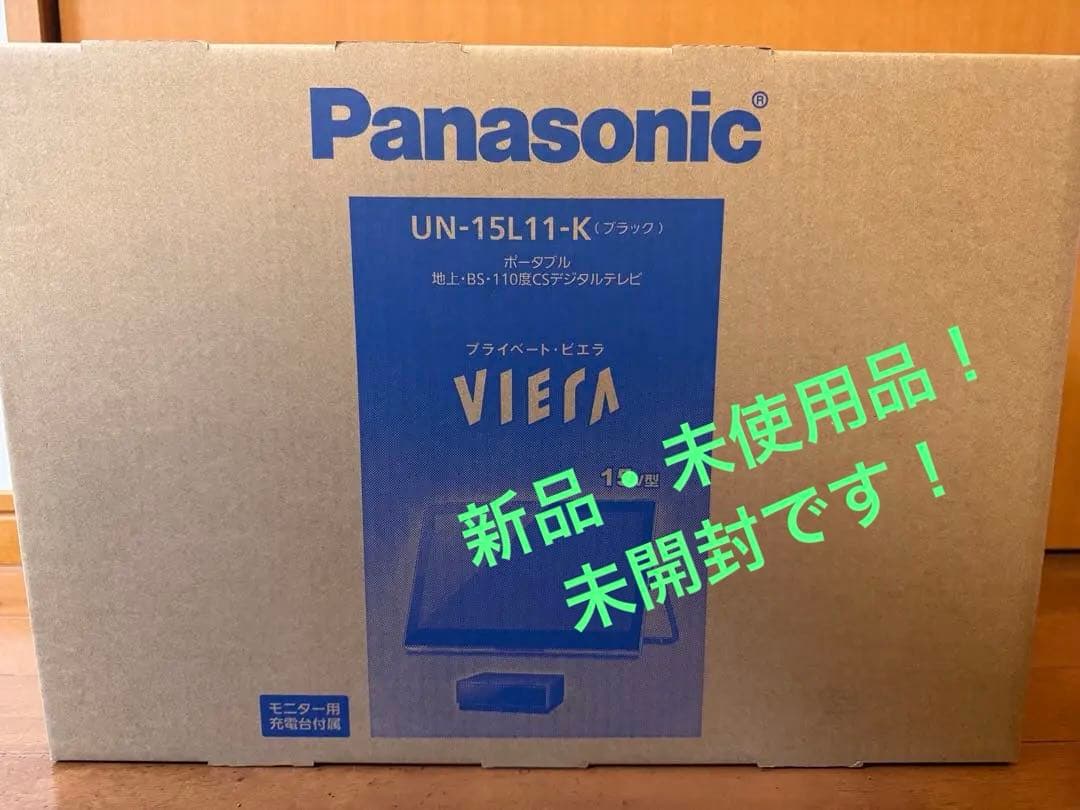 Panasonic®
UN-15L11-K（ブラック）
ポータブル
地上・BS・110度CSデジタルテレビ
プライベート・ビエラ
VIERA
15V型
新品・未使用品！
未開封です！
モニター用
充電台付属